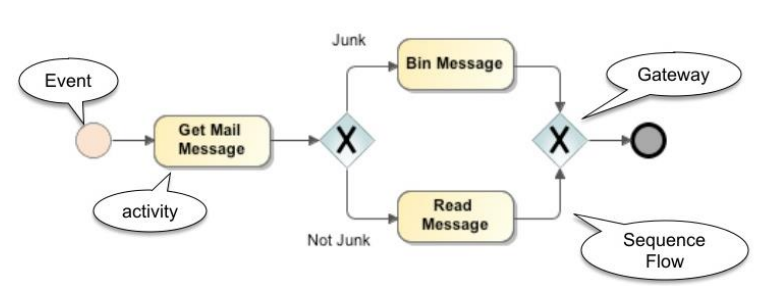 Junk
Bin Message
Event
Gateway
Get Mail
Message
X
X
activity
Read
Message
Not Junk
Sequence
Flow